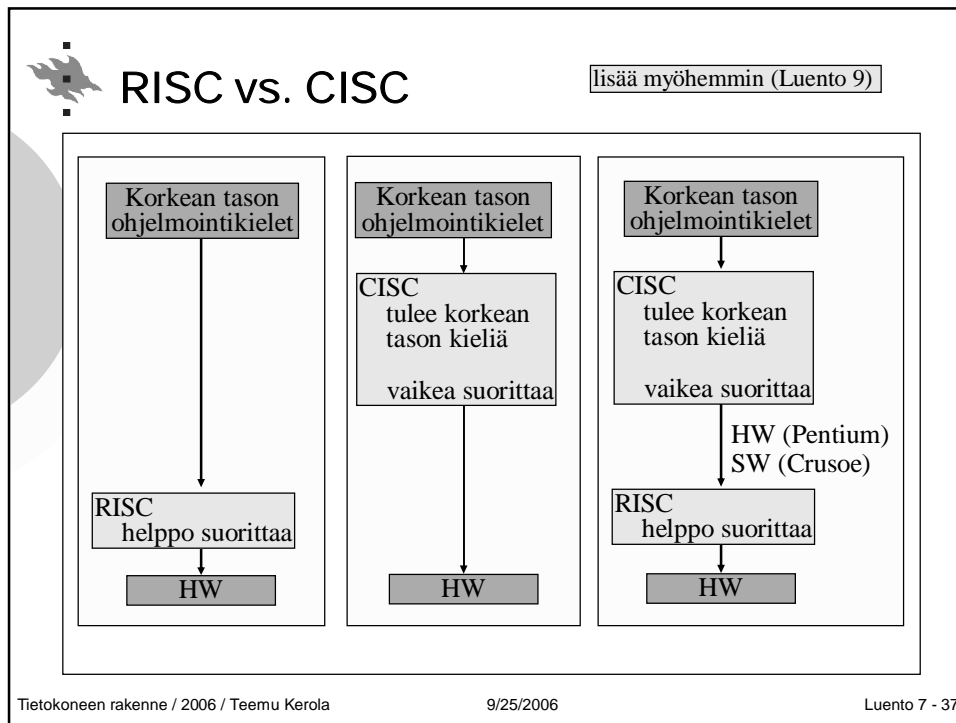 RISC vs. CISC
lisää myöhemmin (Luento 9)
Korkean tason
ohjelmointikielet
RISC
helppo suorittaa
HW
Korkean tason
ohjelmointikielet
CISC
tulee korkean
tason kieliä
vaikea suorittaa
HW
Korkean tason
ohjelmointikielet
CISC
tulee korkean
tason kieliä
vaikea suorittaa
HW (Pentium)
SW (Crusoe)
RISC
helppo suorittaa
HW
Tietokoneen rakenne / 2006 / Teemu Kerola
9/25/2006
Luento 7 - 37